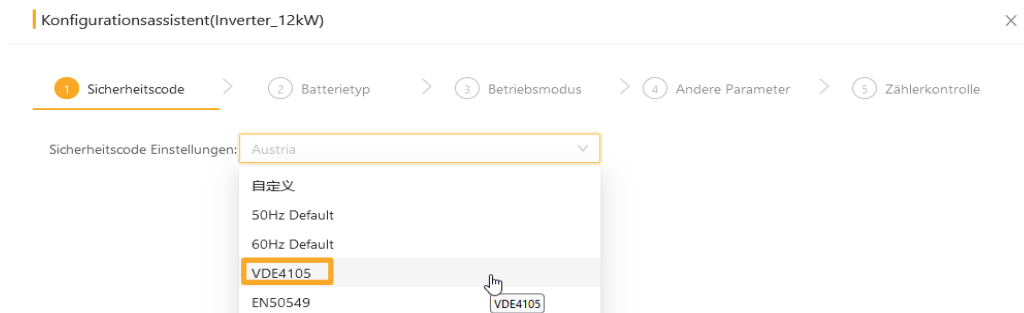 Konfigurationsassistent(Inverter_12kW)
1 Sicherheitscode 2 Batterietyp 3 Betriebsmodus 4 Andere Parameter 5 Zählerkontrolle
Sicherheitscode Einstellungen: Austria
自定义
50Hz Default
60Hz Default
VDE4105
EN50549
VDE4105